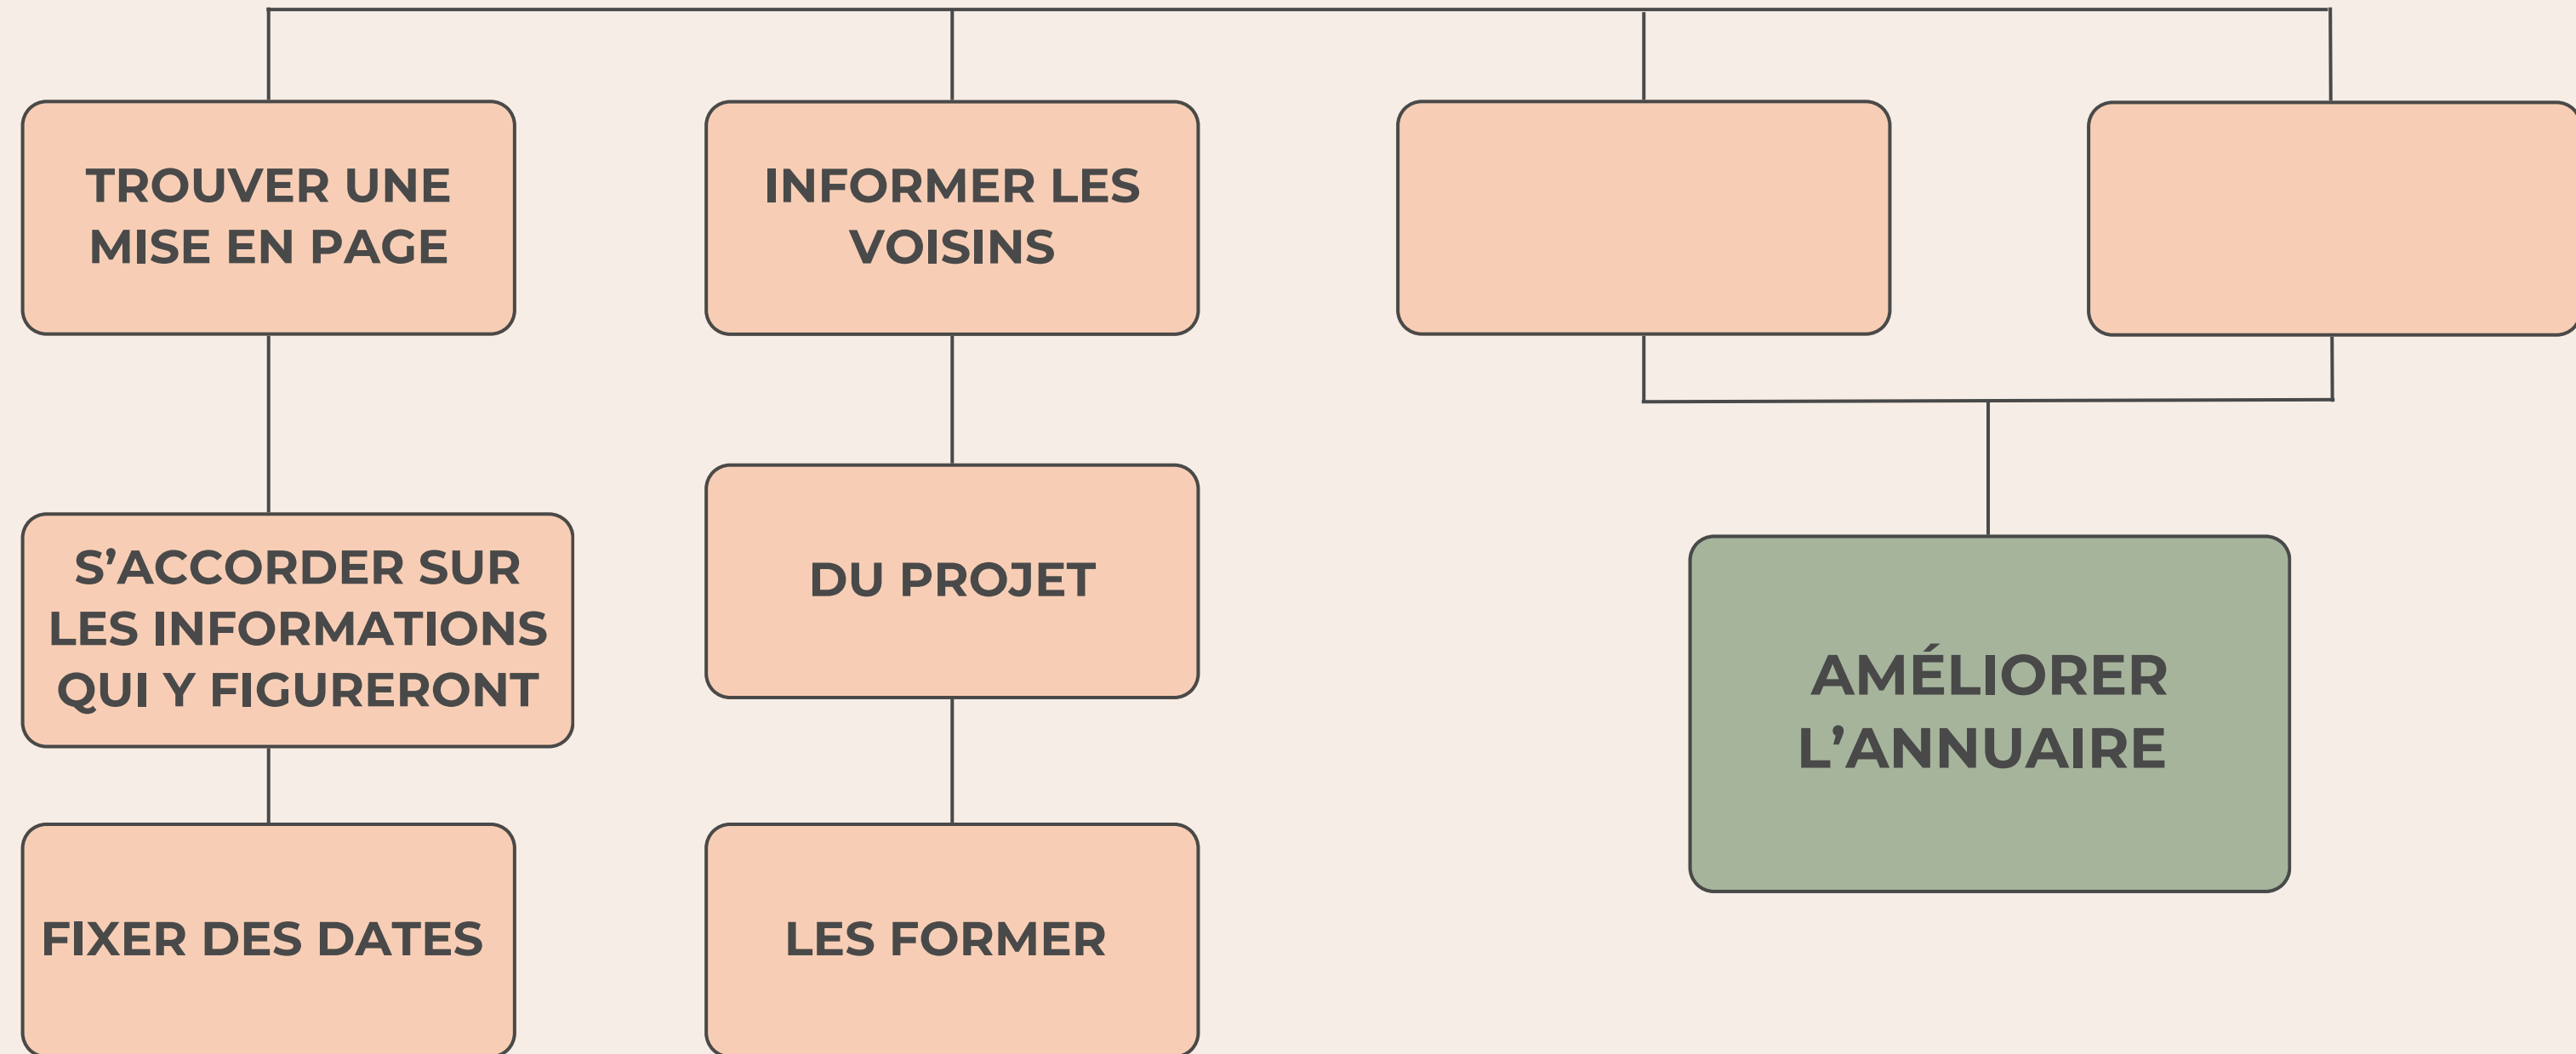 TROUVER UNE
MISE EN PAGE
INFORMER LES
VOISINS
S’ACCORDER SUR
LES INFORMATIONS
QUI Y FIGURERONT
DU PROJET
AMÉLIORER
L’ANNUAIRE
FIXER DES DATES
LES FORMER